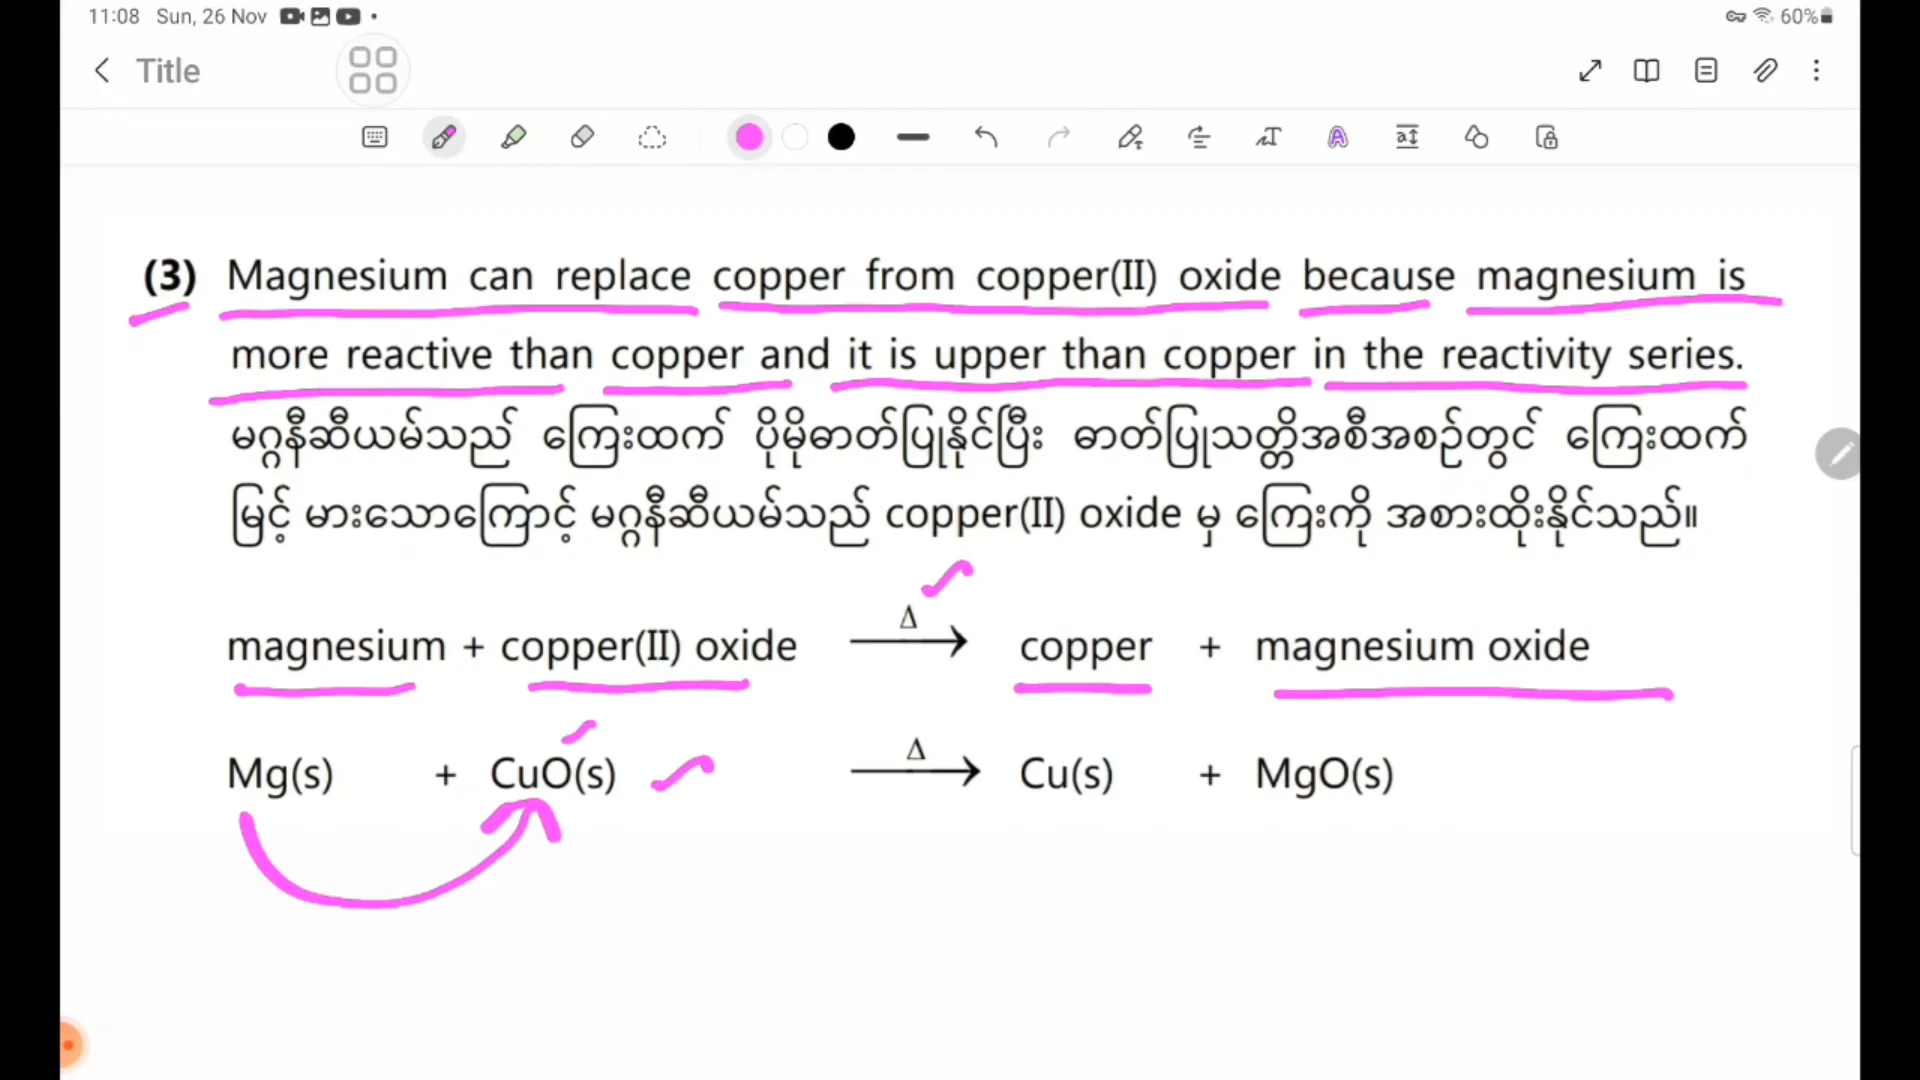 11:08 Sun, 26 Nov
60%
Title
(3) Magnesium can replace copper from copper(II) oxide because magnesium is
more reactive than copper and it is upper than copper in the reactivity series.
မဂ္ဂနီဆီယမ်သည် ကြေးထက် ပိုမိုဓာတ်ပြုနိုင်ပြီး ဓာတ်ပြုသတ္တိအစီအစဉ်တွင် ကြေးထက်
မြင့် မားသောကြောင့် မဂ္ဂနီဆီယမ်သည် copper(II) oxide မှ ကြေးကို အစားထိုးနိုင်သည်။
Δ
magnesium + copper(II) oxide ⟶ copper + magnesium oxide
Δ
Mg(s) + CuO(s) ⟶ Cu(s) + MgO(s)